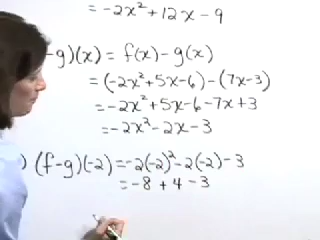 = -2x² + 12x - 9
-g)(x) = f(x) - g(x)
= (-2x² + 5x - 6) - (7x - 3)
= -2x² + 5x - 6 - 7x + 3
= -2x² - 2x - 3
) (f-g)(-2) = -2(-2)² - 2(-2) - 3
= -8 + 4 - 3